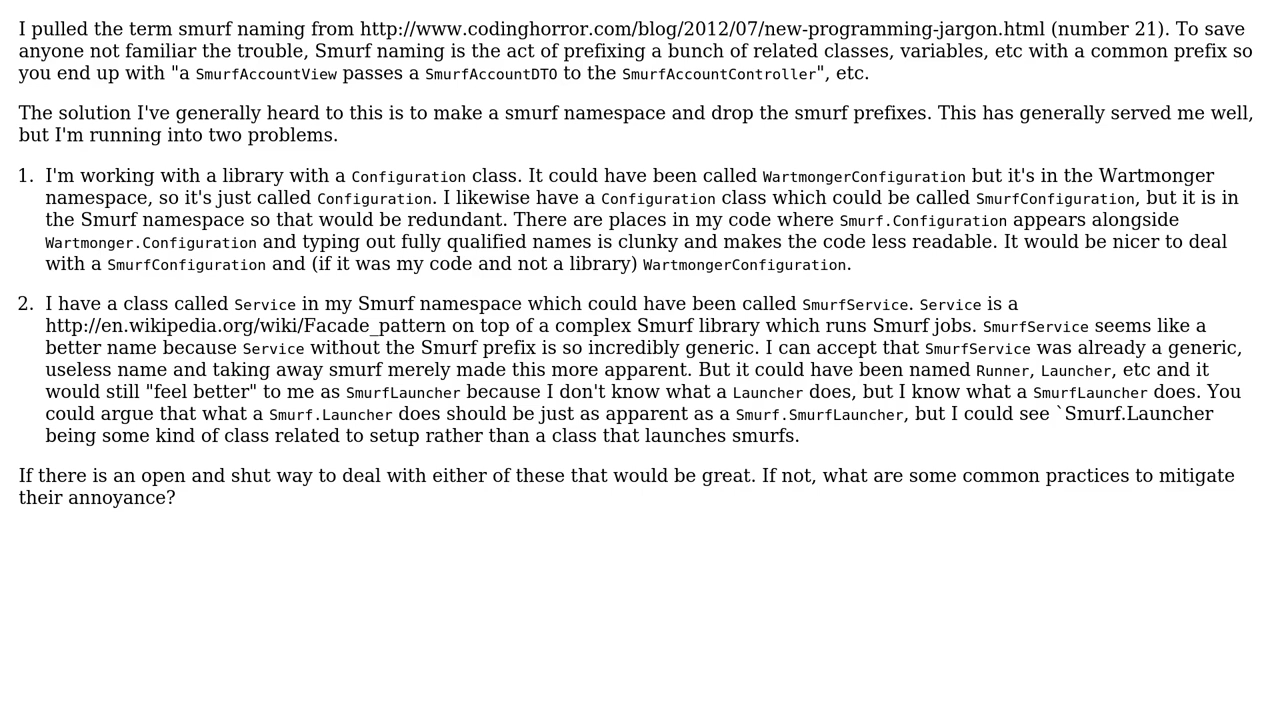 I pulled the term smurf naming from http://www.codinghorror.com/blog/2012/07/new-programming-jargon.html (number 21). To save
anyone not familiar the trouble, Smurf naming is the act of prefixing a bunch of related classes, variables, etc with a common prefix so
you end up with "a SmurfAccountView passes a SmurfAccountDTO to the SmurfAccountController", etc.
The solution I've generally heard to this is to make a smurf namespace and drop the smurf prefixes. This has generally served me well,
but I'm running into two problems.
1. I'm working with a library with a Configuration class. It could have been called WartmongerConfiguration but it's in the Wartmonger
namespace, so it's just called Configuration. I likewise have a Configuration class which could be called SmurfConfiguration, but it is in
the Smurf namespace so that would be redundant. There are places in my code where Smurf.Configuration appears alongside
Wartmonger.Configuration and typing out fully qualified names is clunky and makes the code less readable. It would be nicer to deal
with a SmurfConfiguration and (if it was my code and not a library) WartmongerConfiguration.
2. I have a class called Service in my Smurf namespace which could have been called SmurfService. Service is a
http://en.wikipedia.org/wiki/Facade_pattern on top of a complex Smurf library which runs Smurf jobs. SmurfService seems like a
better name because Service without the Smurf prefix is so incredibly generic. I can accept that SmurfService was already a generic,
useless name and taking away smurf merely made this more apparent. But it could have been named Runner, Launcher, etc and it
would still "feel better" to me as SmurfLauncher because I don't know what a Launcher does, but I know what a SmurfLauncher does. You
could argue that what a Smurf.Launcher does should be just as apparent as a Smurf.SmurfLauncher, but I could see `Smurf.Launcher
being some kind of class related to setup rather than a class that launches smurfs.
If there is an open and shut way to deal with either of these that would be great. If not, what are some common practices to mitigate
their annoyance?